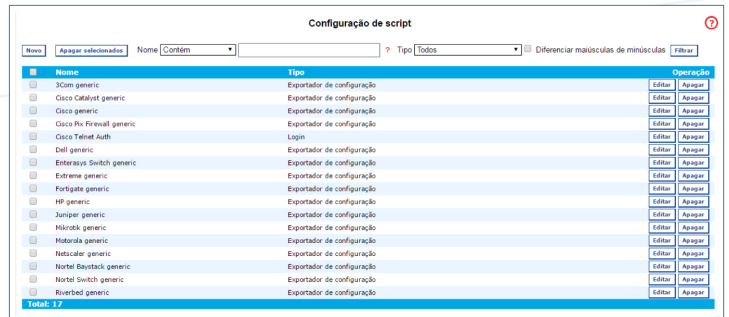 Configuração de script
?
Novo Apagar selecionados Nome Contém ? Tipo Todos Diferenciar maiúsculas de minúsculas Filtrar
Nome Tipo Operação
3Com generic Exportador de configuração Editar Apagar
Cisco Catalyst generic Exportador de configuração Editar Apagar
Cisco generic Exportador de configuração Editar Apagar
Cisco Pix Firewall generic Exportador de configuração Editar Apagar
Cisco Telnet Auth Login Editar Apagar
Dell generic Exportador de configuração Editar Apagar
Enterasys Switch generic Exportador de configuração Editar Apagar
Extreme generic Exportador de configuração Editar Apagar
Fortigate generic Exportador de configuração Editar Apagar
HP generic Exportador de configuração Editar Apagar
Juniper generic Exportador de configuração Editar Apagar
Mikrotik generic Exportador de configuração Editar Apagar
Motorola generic Exportador de configuração Editar Apagar
Netscaler generic Exportador de configuração Editar Apagar
Nortel Baystack generic Exportador de configuração Editar Apagar
Nortel Switch generic Exportador de configuração Editar Apagar
Riverbed generic Exportador de configuração Editar Apagar
Total: 17